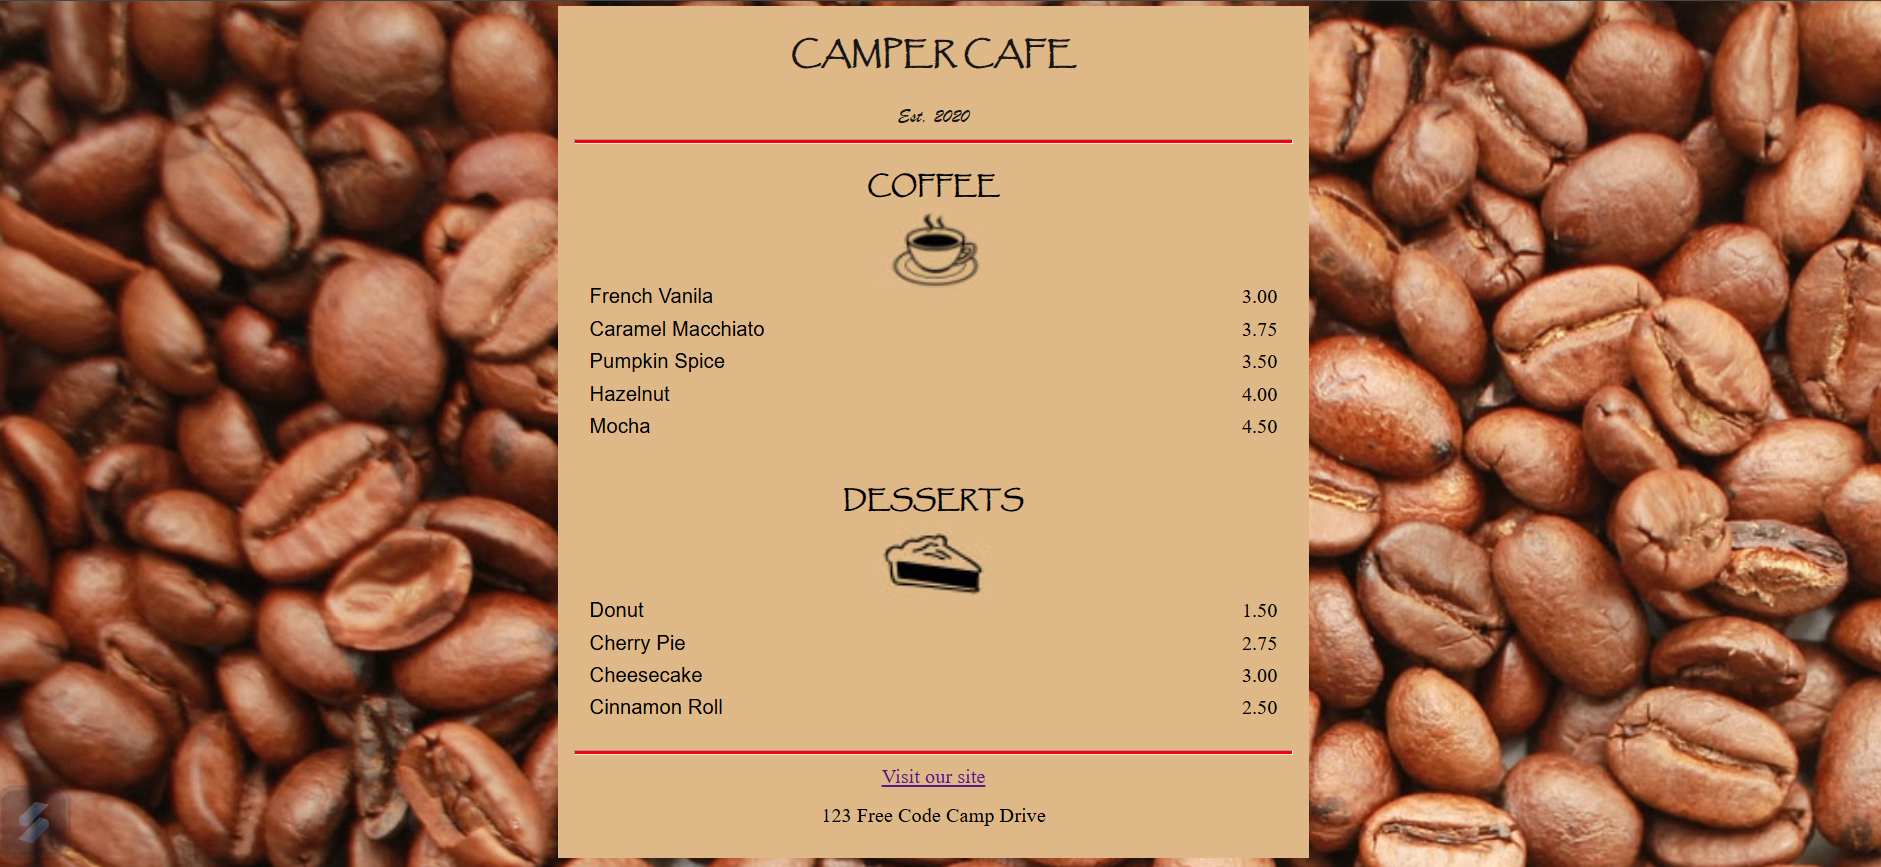 CAMPER CAFE
Est. 2020
COFFEE
French Vanila 3.00
Caramel Macchiato 3.75
Pumpkin Spice 3.50
Hazelnut 4.00
Mocha 4.50
DESSERTS
Donut 1.50
Cherry Pie 2.75
Cheesecake 3.00
Cinnamon Roll 2.50
Visit our site
123 Free Code Camp Drive